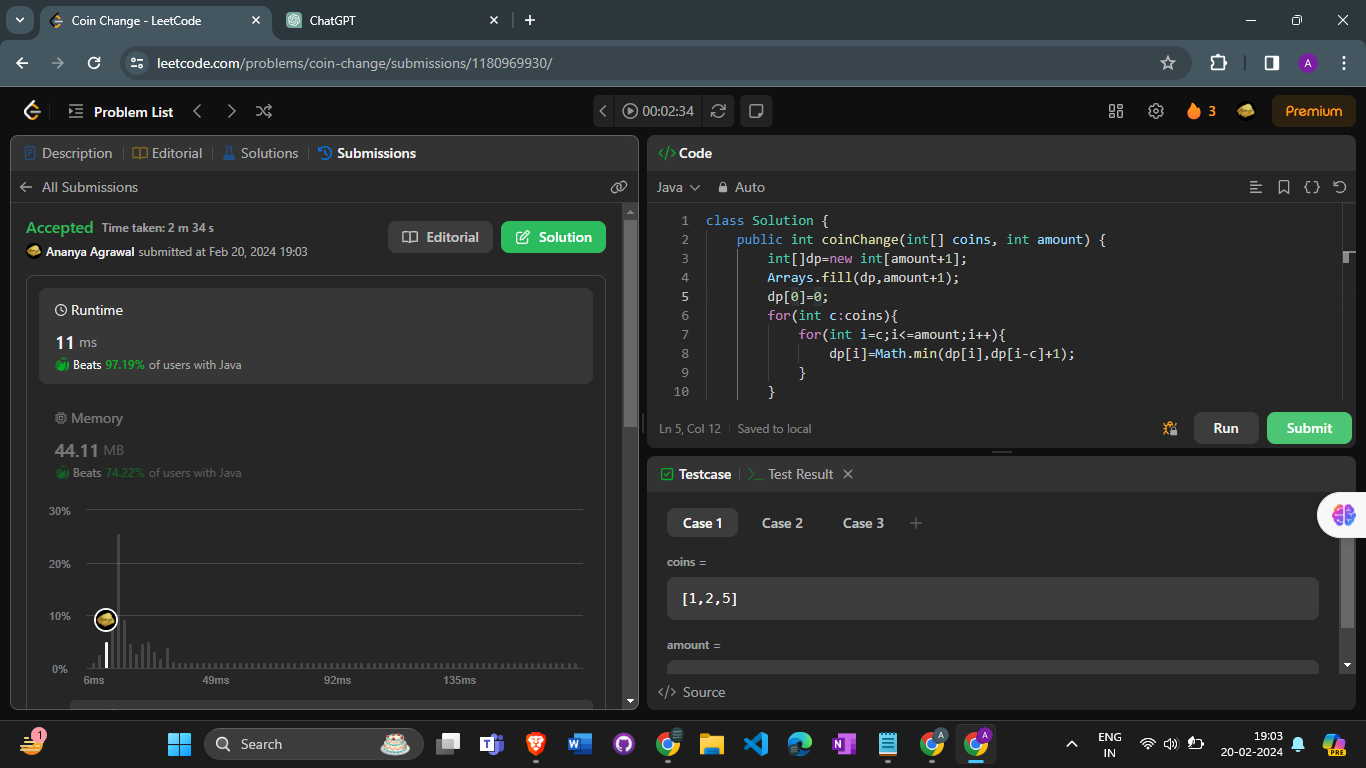 Coin Change - LeetCode
ChatGPT
leetcode.com/problems/coin-change/submissions/1180969930/
A
Problem List
00:02:34
3
Premium
Description
Editorial
Solutions
Submissions
All Submissions
Accepted Time taken: 2 m 34 s
Ananya Agrawal submitted at Feb 20, 2024 19:03
Editorial
Solution
Runtime
11 ms
Beats 97.19% of users with Java
Memory
44.11 MB
Beats 74.22% of users with Java
30%
20%
10%
0%
6ms 49ms 92ms 135ms
</> Code
Java Auto
1 class Solution {
2 public int coinChange(int[] coins, int amount) {
3 int[]dp=new int[amount+1];
4 Arrays.fill(dp,amount+1);
5 dp[0]=0;
6 for(int c:coins){
7 for(int i=c;i<=amount;i++){
8 dp[i]=Math.min(dp[i],dp[i-c]+1);
9 }
10 }
Ln 5, Col 12 Saved to local
Run
Submit
Testcase
>_ Test Result
Case 1 Case 2 Case 3
coins =
[1,2,5]
amount =
</> Source
1
Search
A
A
ENG
IN
19:03
20-02-2024
PRE